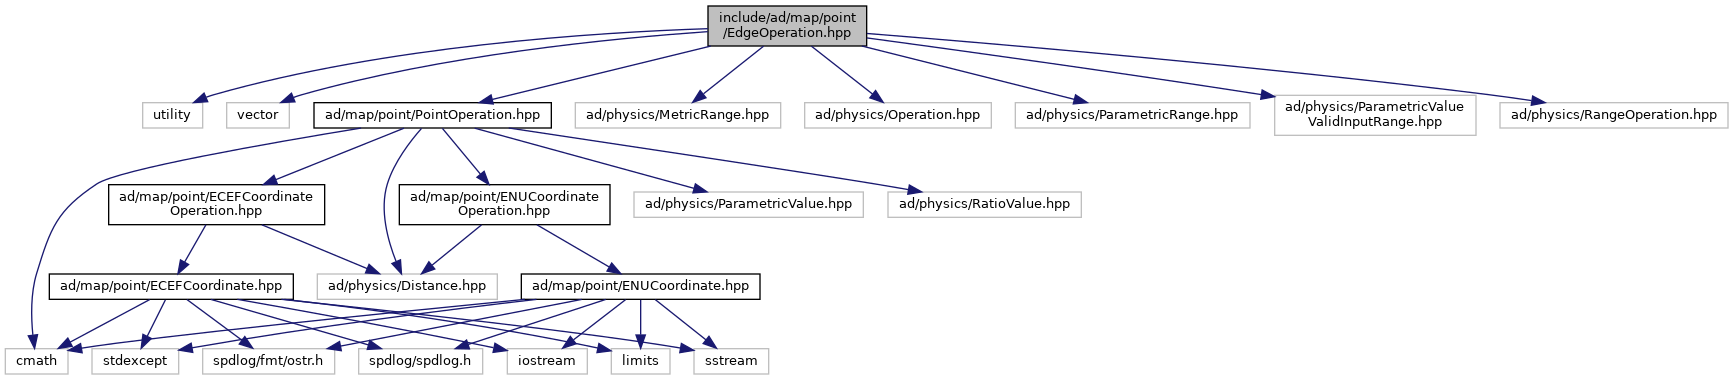 include/ad/map/point
/EdgeOperation.hpp
utility
vector
ad/map/point/PointOperation.hpp
ad/physics/MetricRange.hpp
ad/physics/Operation.hpp
ad/physics/ParametricRange.hpp
ad/physics/ParametricValue
ValidInputRange.hpp
ad/physics/RangeOperation.hpp
ad/map/point/ECEFCoordinate
Operation.hpp
ad/map/point/ENUCoordinate
Operation.hpp
ad/physics/ParametricValue.hpp
ad/physics/RatioValue.hpp
ad/map/point/ECEFCoordinate.hpp
ad/physics/Distance.hpp
ad/map/point/ENUCoordinate.hpp
cmath
stdexcept
spdlog/fmt/ostr.h
spdlog/spdlog.h
iostream
limits
sstream